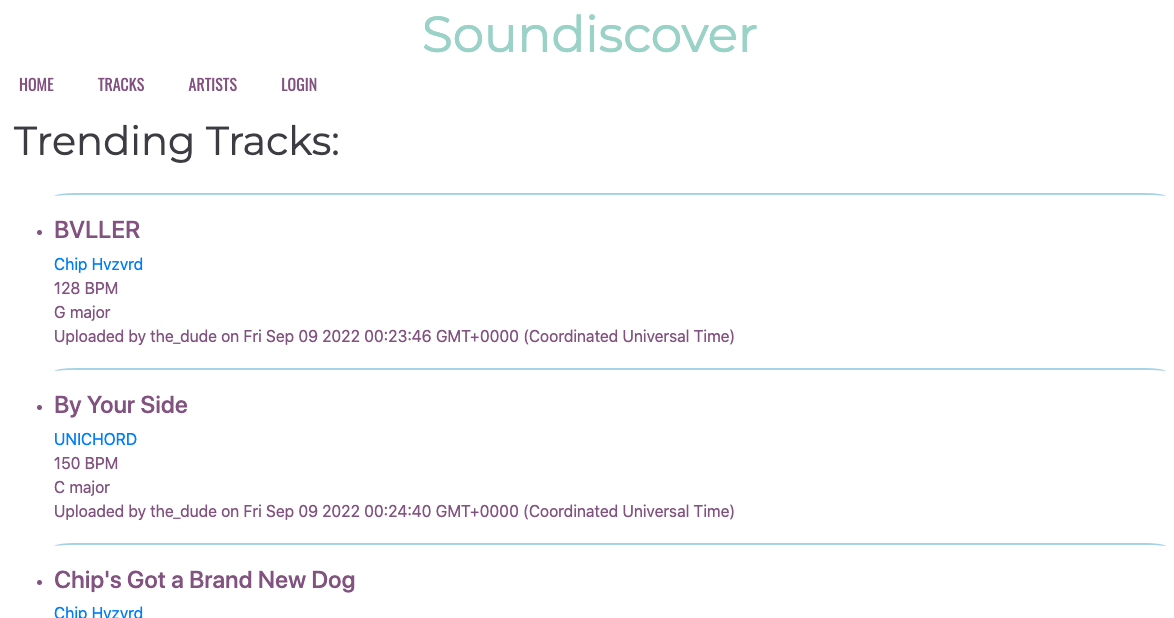 Soundiscover
HOME TRACKS ARTISTS LOGIN
Trending Tracks:
BVLLER
Chip Hvzvrd
128 BPM
G major
Uploaded by the_dude on Fri Sep 09 2022 00:23:46 GMT+0000 (Coordinated Universal Time)
By Your Side
UNICHORD
150 BPM
C major
Uploaded by the_dude on Fri Sep 09 2022 00:24:40 GMT+0000 (Coordinated Universal Time)
Chip's Got a Brand New Dog
Chip Hvzvrd